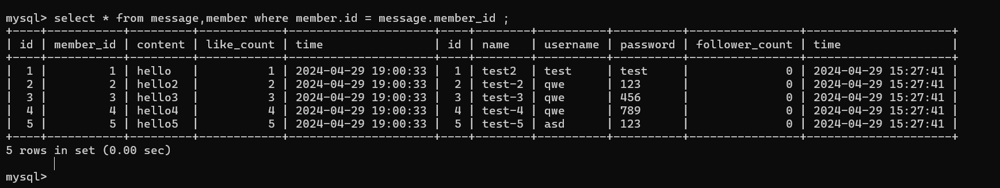 mysql> select * from message,member where member.id = message.member_id ;
+----+-----------+---------+------------+---------------------+----+--------+----------+----------+----------------+---------------------+
| id | member_id | content | like_count | time                | id | name   | username | password | follower_count | time                |
+----+-----------+---------+------------+---------------------+----+--------+----------+----------+----------------+---------------------+
|  1 |         1 | hello   |          1 | 2024-04-29 19:00:33 |  1 | test2  | test     | test     |              0 | 2024-04-29 15:27:41 |
|  2 |         2 | hello2  |          2 | 2024-04-29 19:00:33 |  2 | test-2 | qwe      | 123      |              0 | 2024-04-29 15:27:41 |
|  3 |         3 | hello3  |          3 | 2024-04-29 19:00:33 |  3 | test-3 | qwe      | 456      |              0 | 2024-04-29 15:27:41 |
|  4 |         4 | hello4  |          4 | 2024-04-29 19:00:33 |  4 | test-4 | qwe      | 789      |              0 | 2024-04-29 15:27:41 |
|  5 |         5 | hello5  |          5 | 2024-04-29 19:00:33 |  5 | test-5 | asd      | 123      |              0 | 2024-04-29 15:27:41 |
+----+-----------+---------+------------+---------------------+----+--------+----------+----------+----------------+---------------------+
5 rows in set (0.00 sec)
mysql>